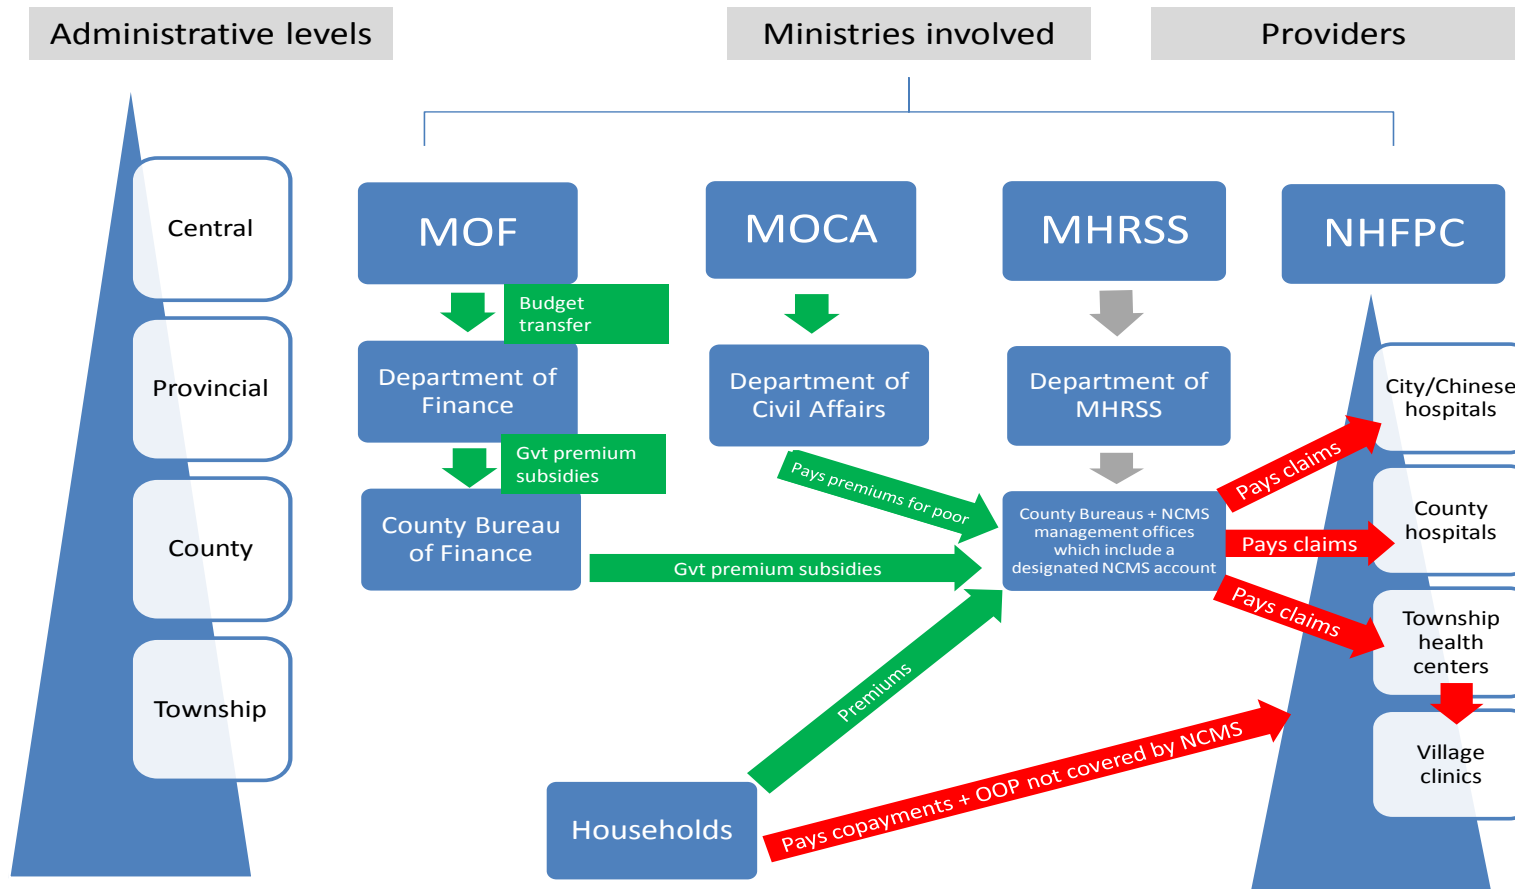 Administrative levels
Ministries involved
Providers
Central
Provincial
County
Township
MOF
MOCA
MHRSS
NHFPC
Budget
transfer
Department of
Finance
Department of
Civil Affairs
Department of
MHRSS
Gvt premium
subsidies
County Bureau
of Finance
Pays premiums for poor
Gvt premium subsidies
County Bureaus + NCMS
management offices
which include a
designated NCMS account
Pays claims
Pays claims
Pays claims
City/Chinese
hospitals
County
hospitals
Township
health
centers
Village
clinics
Premiums
Households
Pays copayments + OOP not covered by NCMS